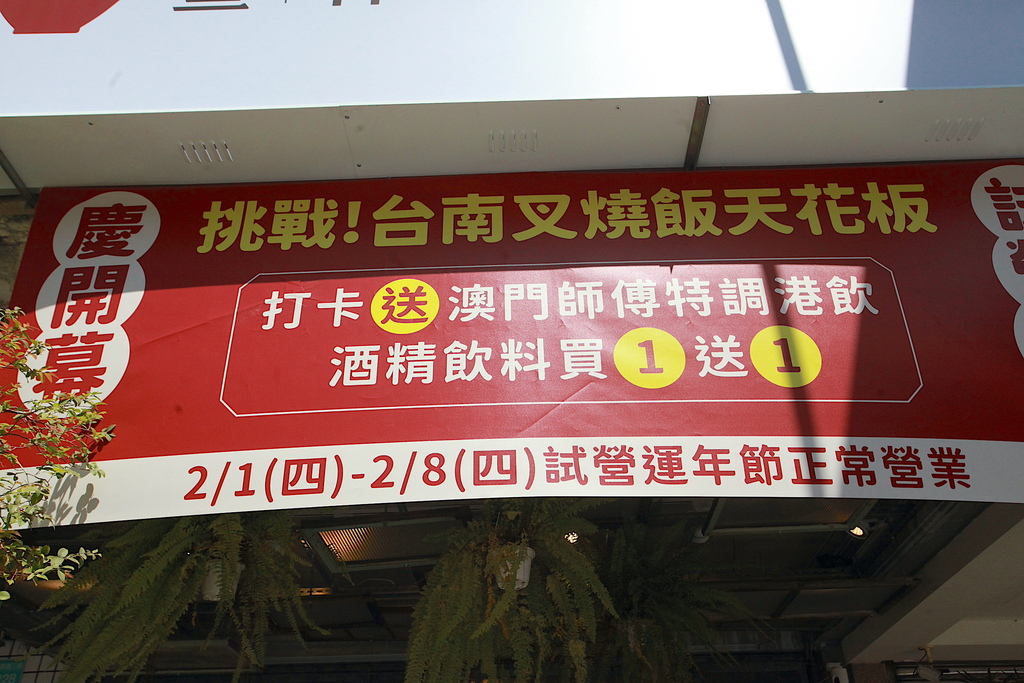 慶開幕
挑戰!台南叉燒飯天花板
打卡送澳門師傅特調港飲
酒精飲料買1送1
2/1(四)-2/8(四)試營運年節正常營業